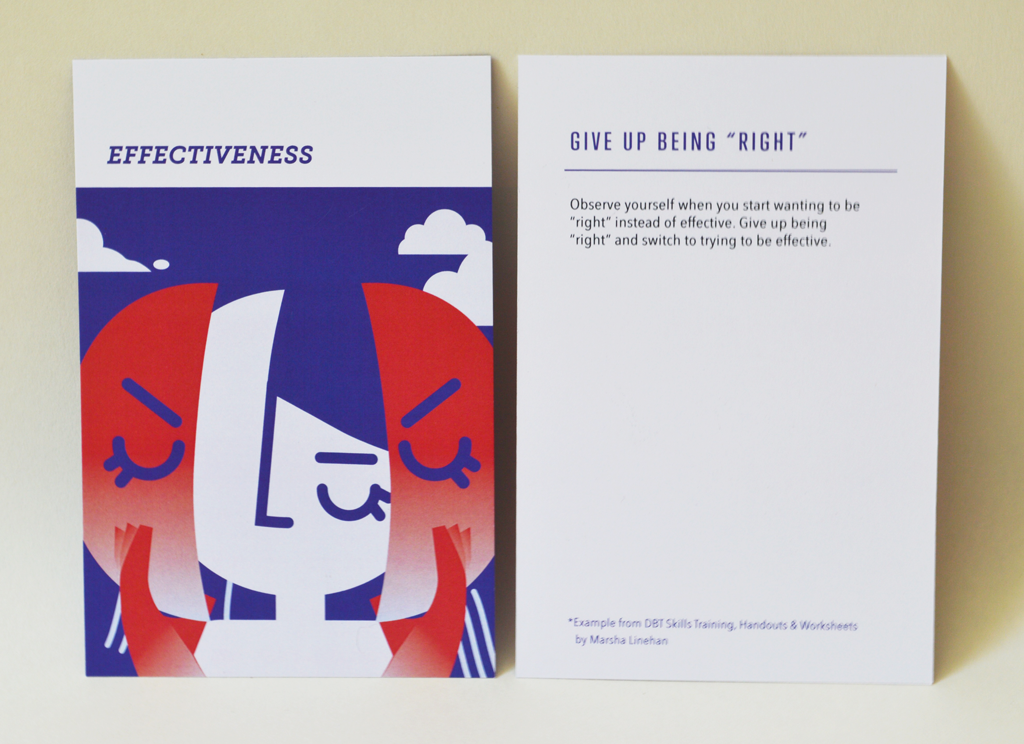 EFFECTIVENESS
GIVE UP BEING “RIGHT”
Observe yourself when you start wanting to be
“right” instead of effective. Give up being
“right” and switch to trying to be effective.
*Example from DBT Skills Training, Handouts & Worksheets
by Marsha Linehan